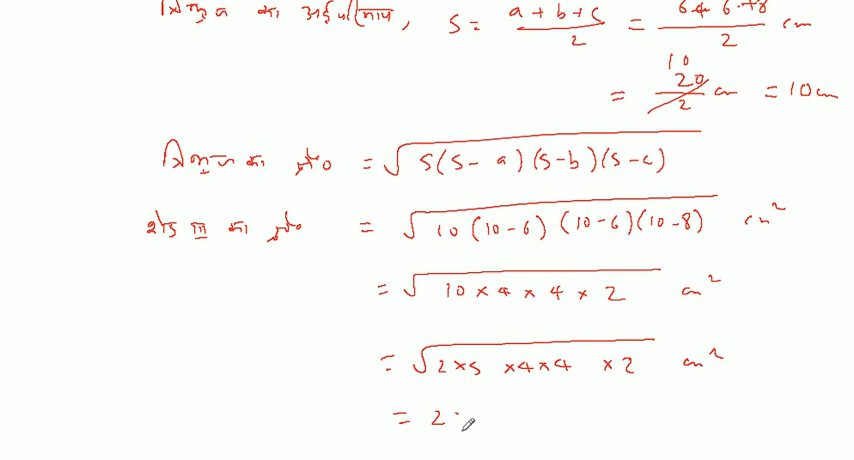 त्रिभुज का अर्द्धपरिमाप, S = a + b + c / 2 = 6 + 6 + 8 / 2 cm
10
= 20 / 2 cm = 10 cm
त्रिभुज का क्षे० = √ S (S - a) (S - b) (S - c)
का क्षे० = √ 10 (10 - 6) (10 - 6) (10 - 8) cm²
= √ 10 × 4 × 4 × 2 cm²
= √ 2 × 5 × 4 × 4 × 2 cm²
= 2